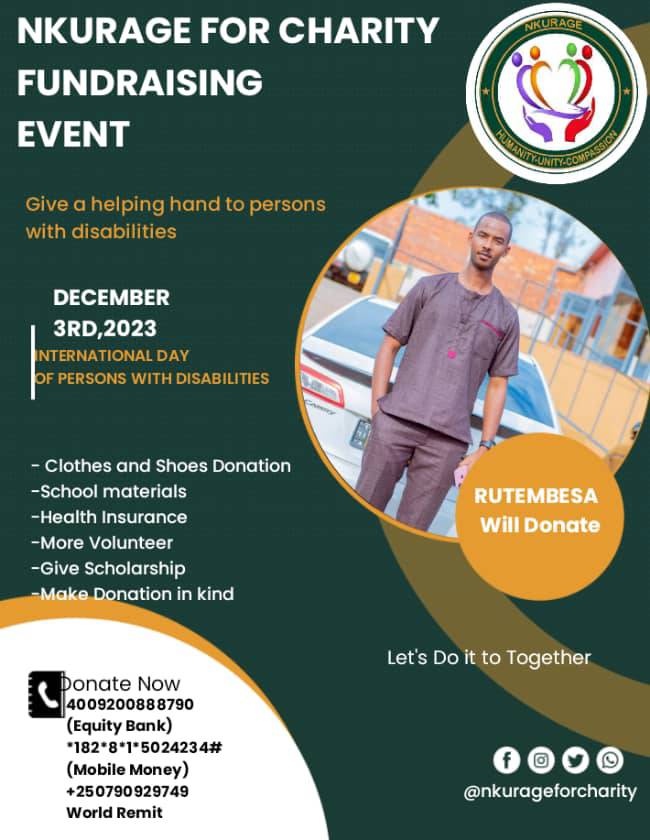 NKURAGE FOR CHARITY
FUNDRAISING
EVENT
NKURAGE
HUMANITY-UNITY-COMPASSION
Give a helping hand to persons
with disabilities
DECEMBER
3RD,2023
INTERNATIONAL DAY
OF PERSONS WITH DISABILITIES
- Clothes and Shoes Donation
-School materials
-Health Insurance
-More Volunteer
-Give Scholarship
-Make Donation in kind
RUTEMBESA
Will Donate
Let's Do it to Together
Donate Now
4009200888790
(Equity Bank)
*182*8*1*5024234#
(Mobile Money)
+250790929749
World Remit
@nkurageforcharity